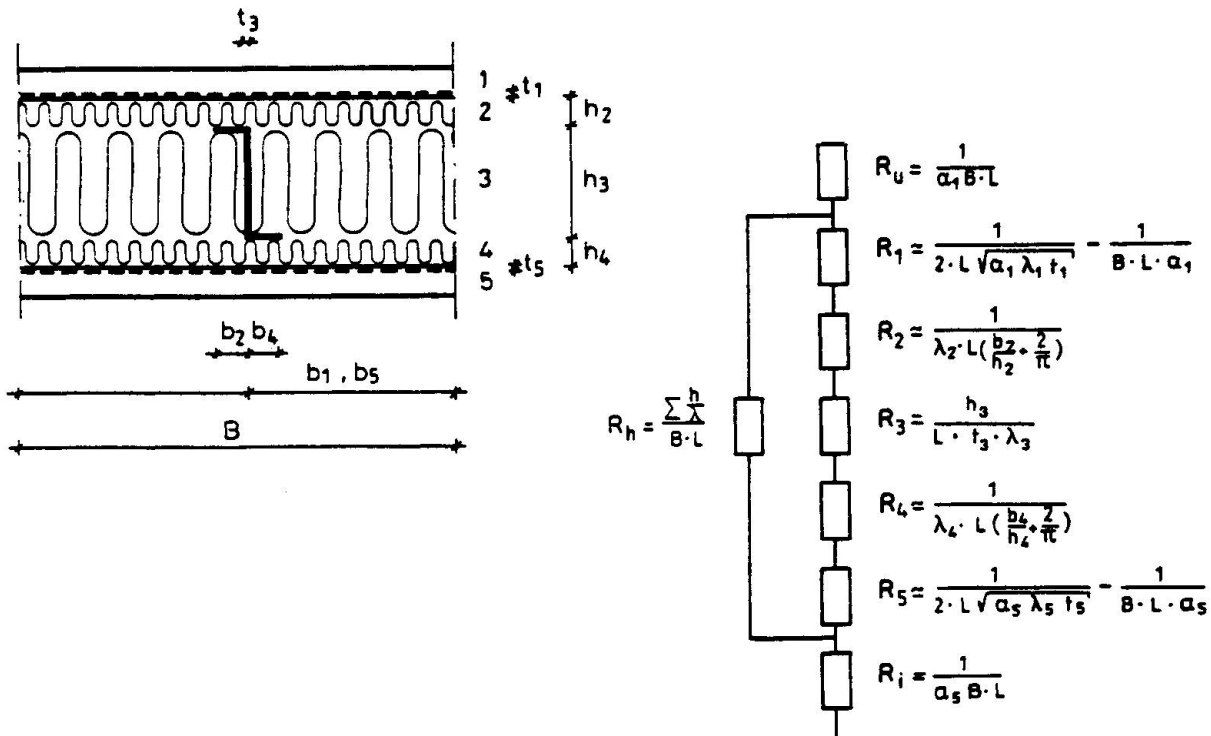 t₃
1
t₁
2
h₂
3
h₃
4
h₄
5
t₅
b₂ b₄
b₁ , b₅
B
Rᵤ = 1 / (α₁ B · L)
R₁ ≃ 1 / (2 · L √(α₁ λ₁ t₁)) - 1 / (B · L · α₁)
R₂ ≃ 1 / (λ₂ · L (b₂/h₂ + 2/π))
Rₕ = (Σ h/λ) / (B · L)
R₃ ≃ h₃ / (L · t₃ · λ₃)
R₄ ≃ 1 / (λ₄ · L (b₄/h₄ + 2/π))
R₅ ≃ 1 / (2 · L √(α₅ λ₅ t₅)) - 1 / (B · L · α₅)
Rᵢ = 1 / (α₅ B · L)